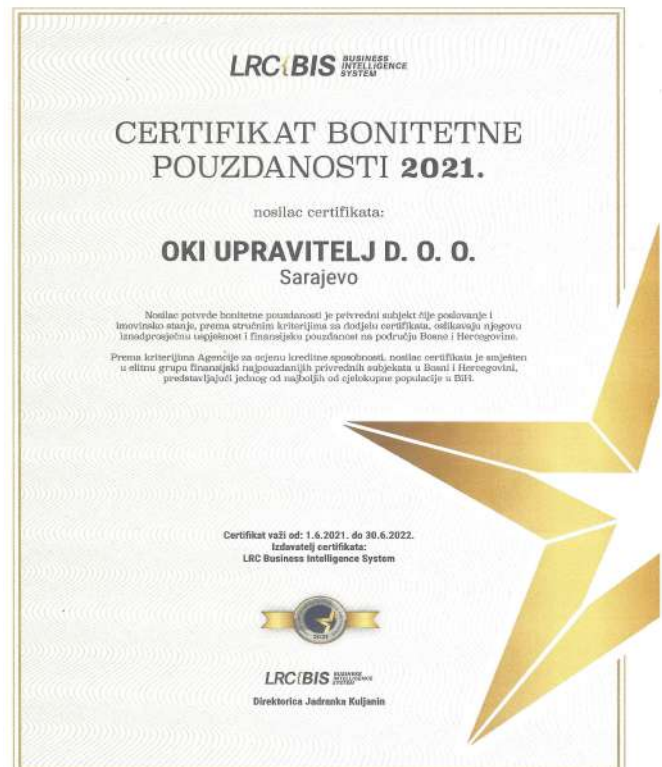 LRC BIS BUSINESS INTELLIGENCE SYSTEM
CERTIFIKAT BONITETNE
POUZDANOSTI 2021.
nosilac certifikata:
OKI UPRAVITELJ D. O. O.
Sarajevo
Nosilac potvrde bonitetne pouzdanosti je privredni subjekt čije poslovanje i
imovinsko stanje, prema stručnim kriterijima za dodjelu certifikata, oslikavaju njegovu
iznadprosječnu uspješnost i finansijsku pouzdanost na području Bosne i Hercegovine.
Prema kriterijima Agencije za ocjenu kreditne sposobnosti, nosilac certifikata je smješten
u elitnu grupu finansijski najpouzdanijih privrednih subjekata u Bosni i Hercegovini,
predstavljajući jednog od najboljih od cjelokupne populacije u BiH.
Certifikat važi od: 1.6.2021. do 30.6.2022.
Izdavatelj certifikata:
LRC Business Intelligence System
2021
LRC BIS BUSINESS INTELLIGENCE SYSTEM
Direktorica Jadranka Kuljanin